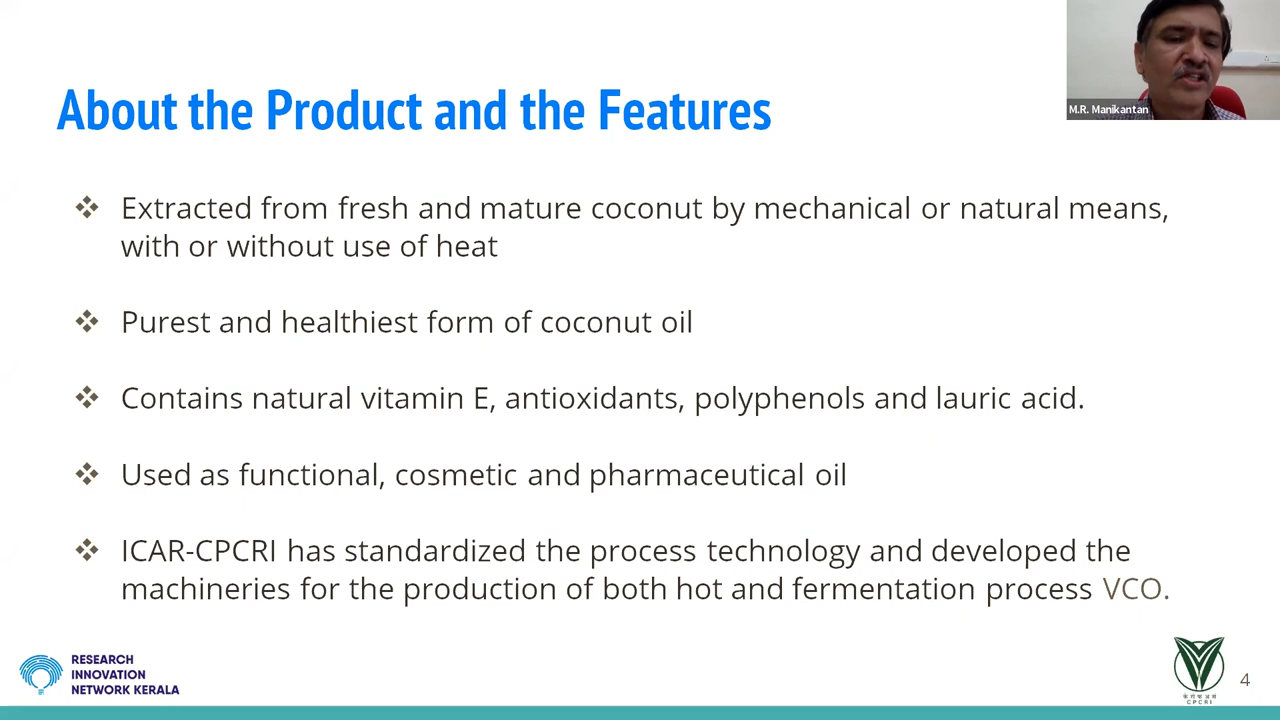 M.R. Manikantan
About the Product and the Features
Extracted from fresh and mature coconut by mechanical or natural means,
with or without use of heat
Purest and healthiest form of coconut oil
Contains natural vitamin E, antioxidants, polyphenols and lauric acid.
Used as functional, cosmetic and pharmaceutical oil
ICAR-CPCRI has standardized the process technology and developed the
machineries for the production of both hot and fermentation process VCO.
RESEARCH
INNOVATION
NETWORK KERALA
CPCRI
4